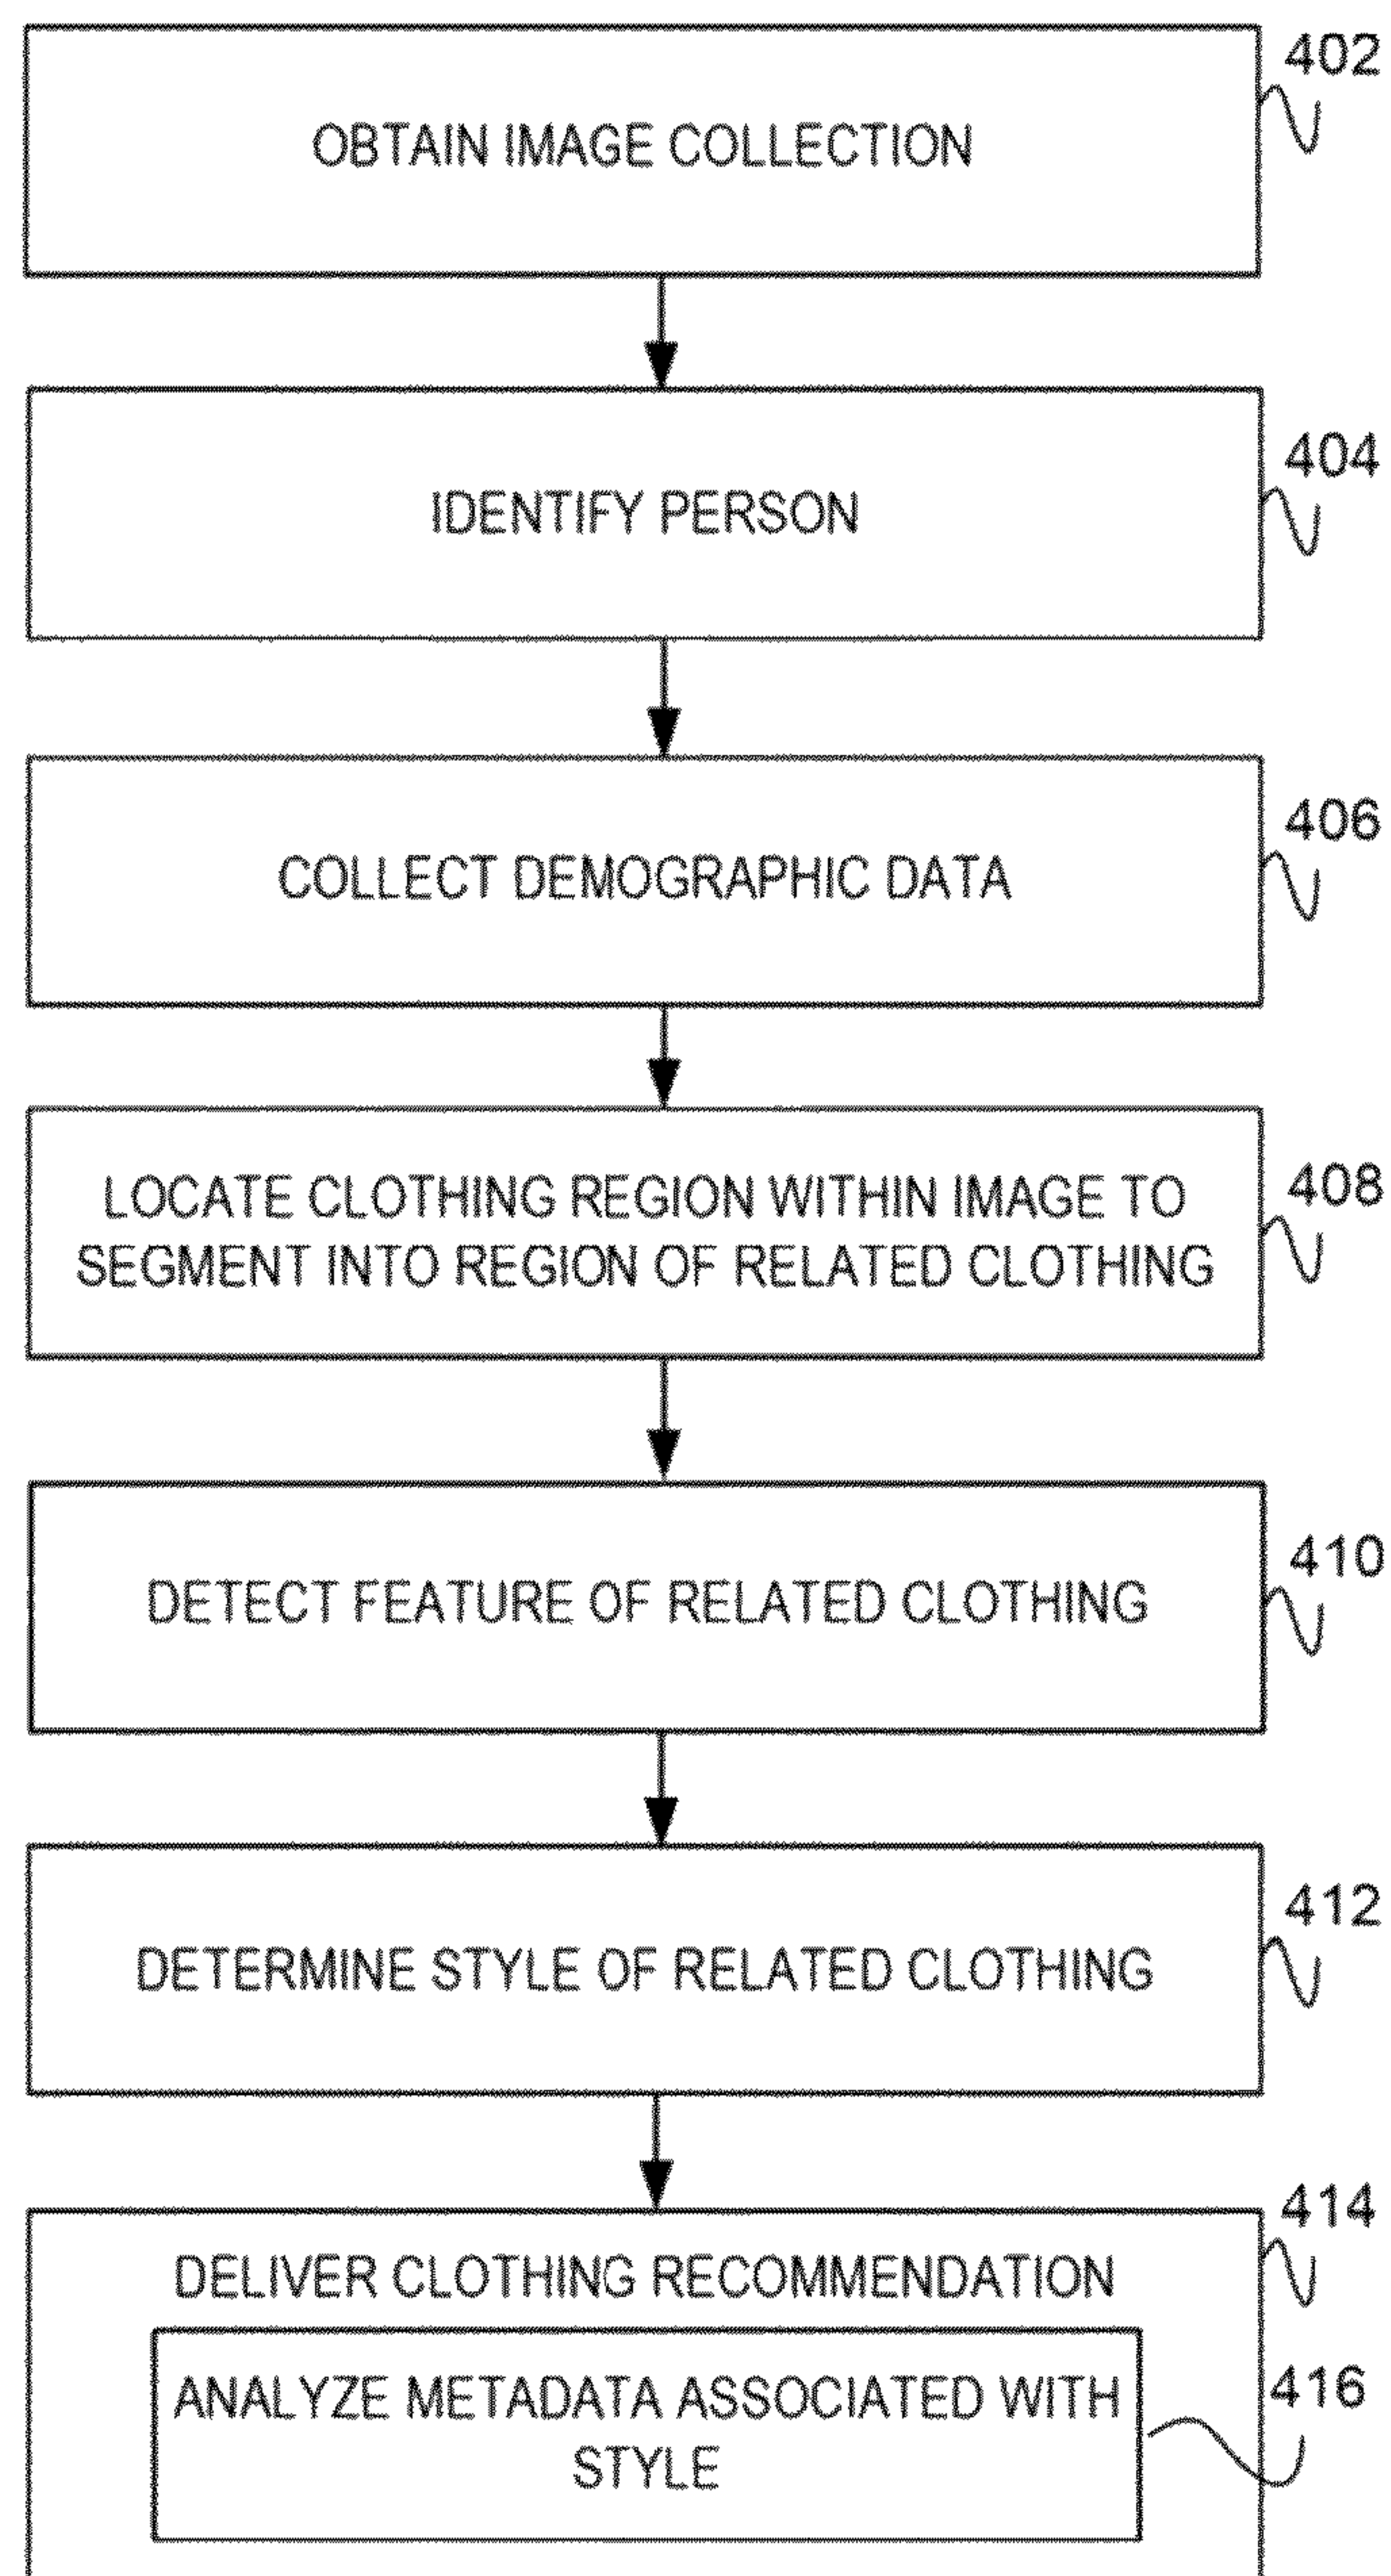 402
OBTAIN IMAGE COLLECTION
404
IDENTIFY PERSON
406
COLLECT DEMOGRAPHIC DATA
408
LOCATE CLOTHING REGION WITHIN IMAGE TO
SEGMENT INTO REGION OF RELATED CLOTHING
410
DETECT FEATURE OF RELATED CLOTHING
412
DETERMINE STYLE OF RELATED CLOTHING
414
DELIVER CLOTHING RECOMMENDATION
416
ANALYZE METADATA ASSOCIATED WITH
STYLE